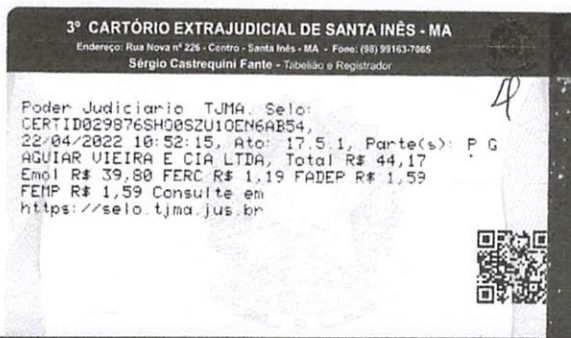 3º CARTÓRIO EXTRAJUDICIAL DE SANTA INÊS - MA
Endereço: Rua Nova nº 226 - Centro - Santa Inês - MA - Fone: (98) 99163-7065
Sérgio Castrequini Fante - Tabelião e Registrador
Poder Judiciario TJMA. Selo:
CERTID029876SHO0SZU1OEN6AB54,
22/04/2022 10:52:15, Ato: 17.5.1, Parte(s): P G
AGUIAR VIEIRA E CIA LTDA, Total R$ 44,17
Emol R$ 39,80 FERC R$ 1,19 FADEP R$ 1,59
FEMP R$ 1,59 Consulte em
https://selo.tjma.jus.br